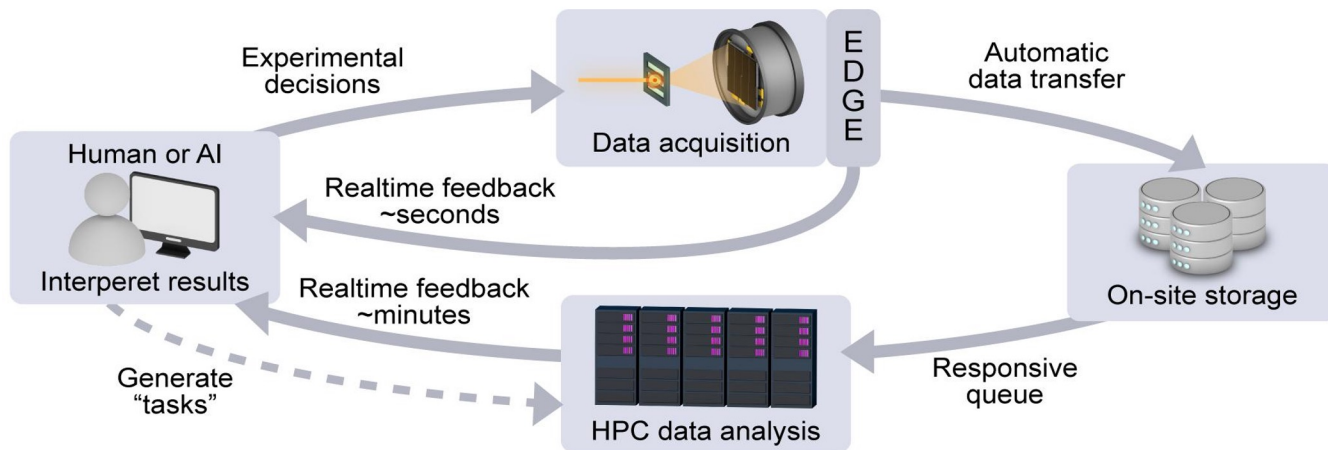 Experimental
decisions
Data acquisition
EDGE
Automatic
data transfer
Human or AI
Interperet results
Realtime feedback
~seconds
Realtime feedback
~minutes
On-site storage
Generate
“tasks”
HPC data analysis
Responsive
queue